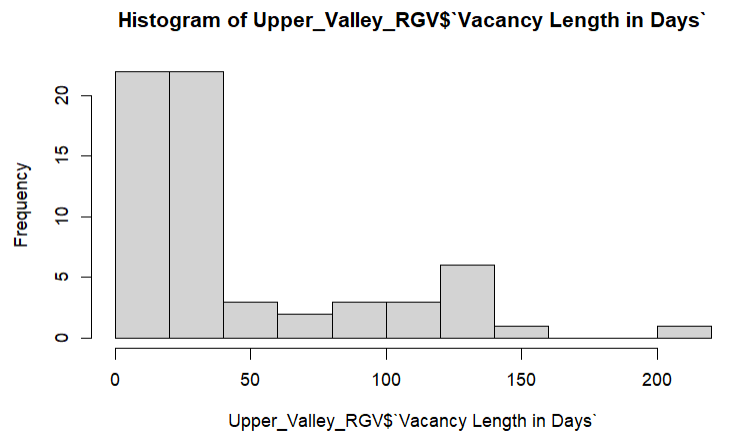 Histogram of Upper_Valley_RGV$`Vacancy Length in Days`
Frequency
20
15
10
5
0
0 50 100 150 200
Upper_Valley_RGV$`Vacancy Length in Days`